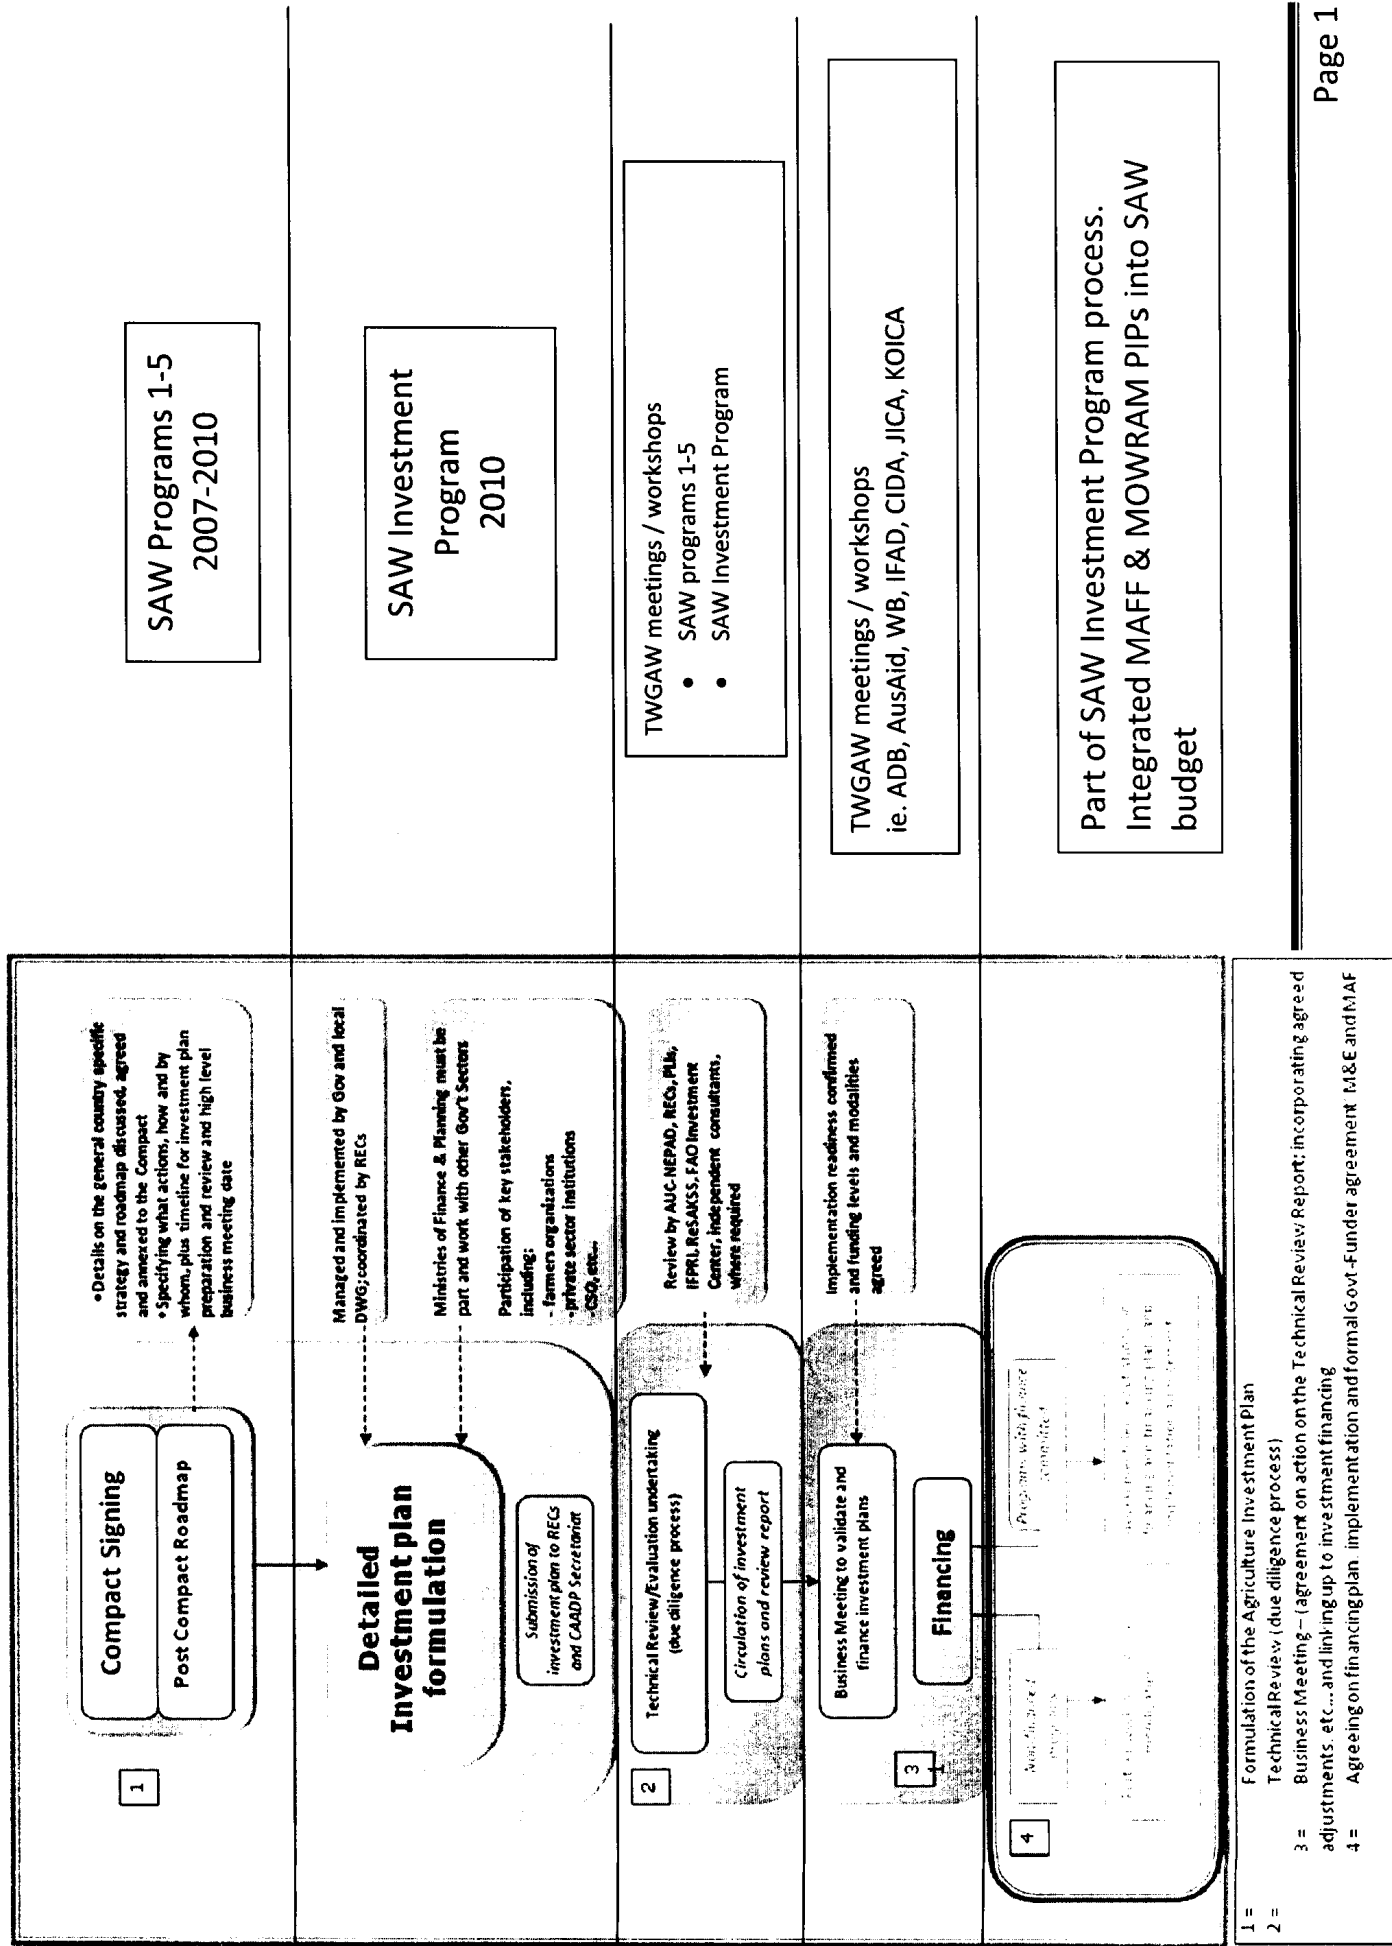 Compact Signing
Post Compact Roadmap
1
•Details on the general country specific
strategy and roadmap discussed, agreed
and annexed to the Compact
•Specifying what actions, how and by
whom, plus timeline for investment plan
preparation and review and high level
business meeting date
SAW Programs 1-5
2007-2010
Detailed
Investment plan
formulation
Submission of
investment plan to RECs
and CAADP Secretariat
Managed and implemented by Gov and local
DWG; coordinated by RECs
Ministries of Finance & Planning must be
part and work with other Gov't Sectors
Participation of key stakeholders,
including:
- farmers organizations
-private sector institutions
-CSO, etc...
SAW Investment
Program
2010
2
Technical Review/Evaluation undertaking
(due diligence process)
Circulation of investment
plans and review report
Review by AUC-NEPAD, RECs, PLIs,
IFPRI, ReSAKSS, FAO Investment
Center, independent consultants,
where required
TWGAW meetings / workshops
• SAW programs 1-5
• SAW Investment Program
3
Business Meeting to validate and
finance investment plans
Financing
Implementation readiness confirmed
and funding levels and modalities
agreed
TWGAW meetings / workshops
ie. ADB, AusAid, WB, IFAD, CIDA, JICA, KOICA
4
Programs with finance
committed
Part of SAW Investment Program process.
Integrated MAFF & MOWRAM PIPs into SAW
budget
1 = Formulation of the Agriculture Investment Plan
2 = Technical Review (due diligence process)
3 = Business Meeting – (agreement on action on the Technical Review Report; incorporating agreed
adjustments, etc... and linking up to investment financing
4 = Agreeing on financing plan, implementation and formal Govt-Funder agreement M&E and MAF
Page 1